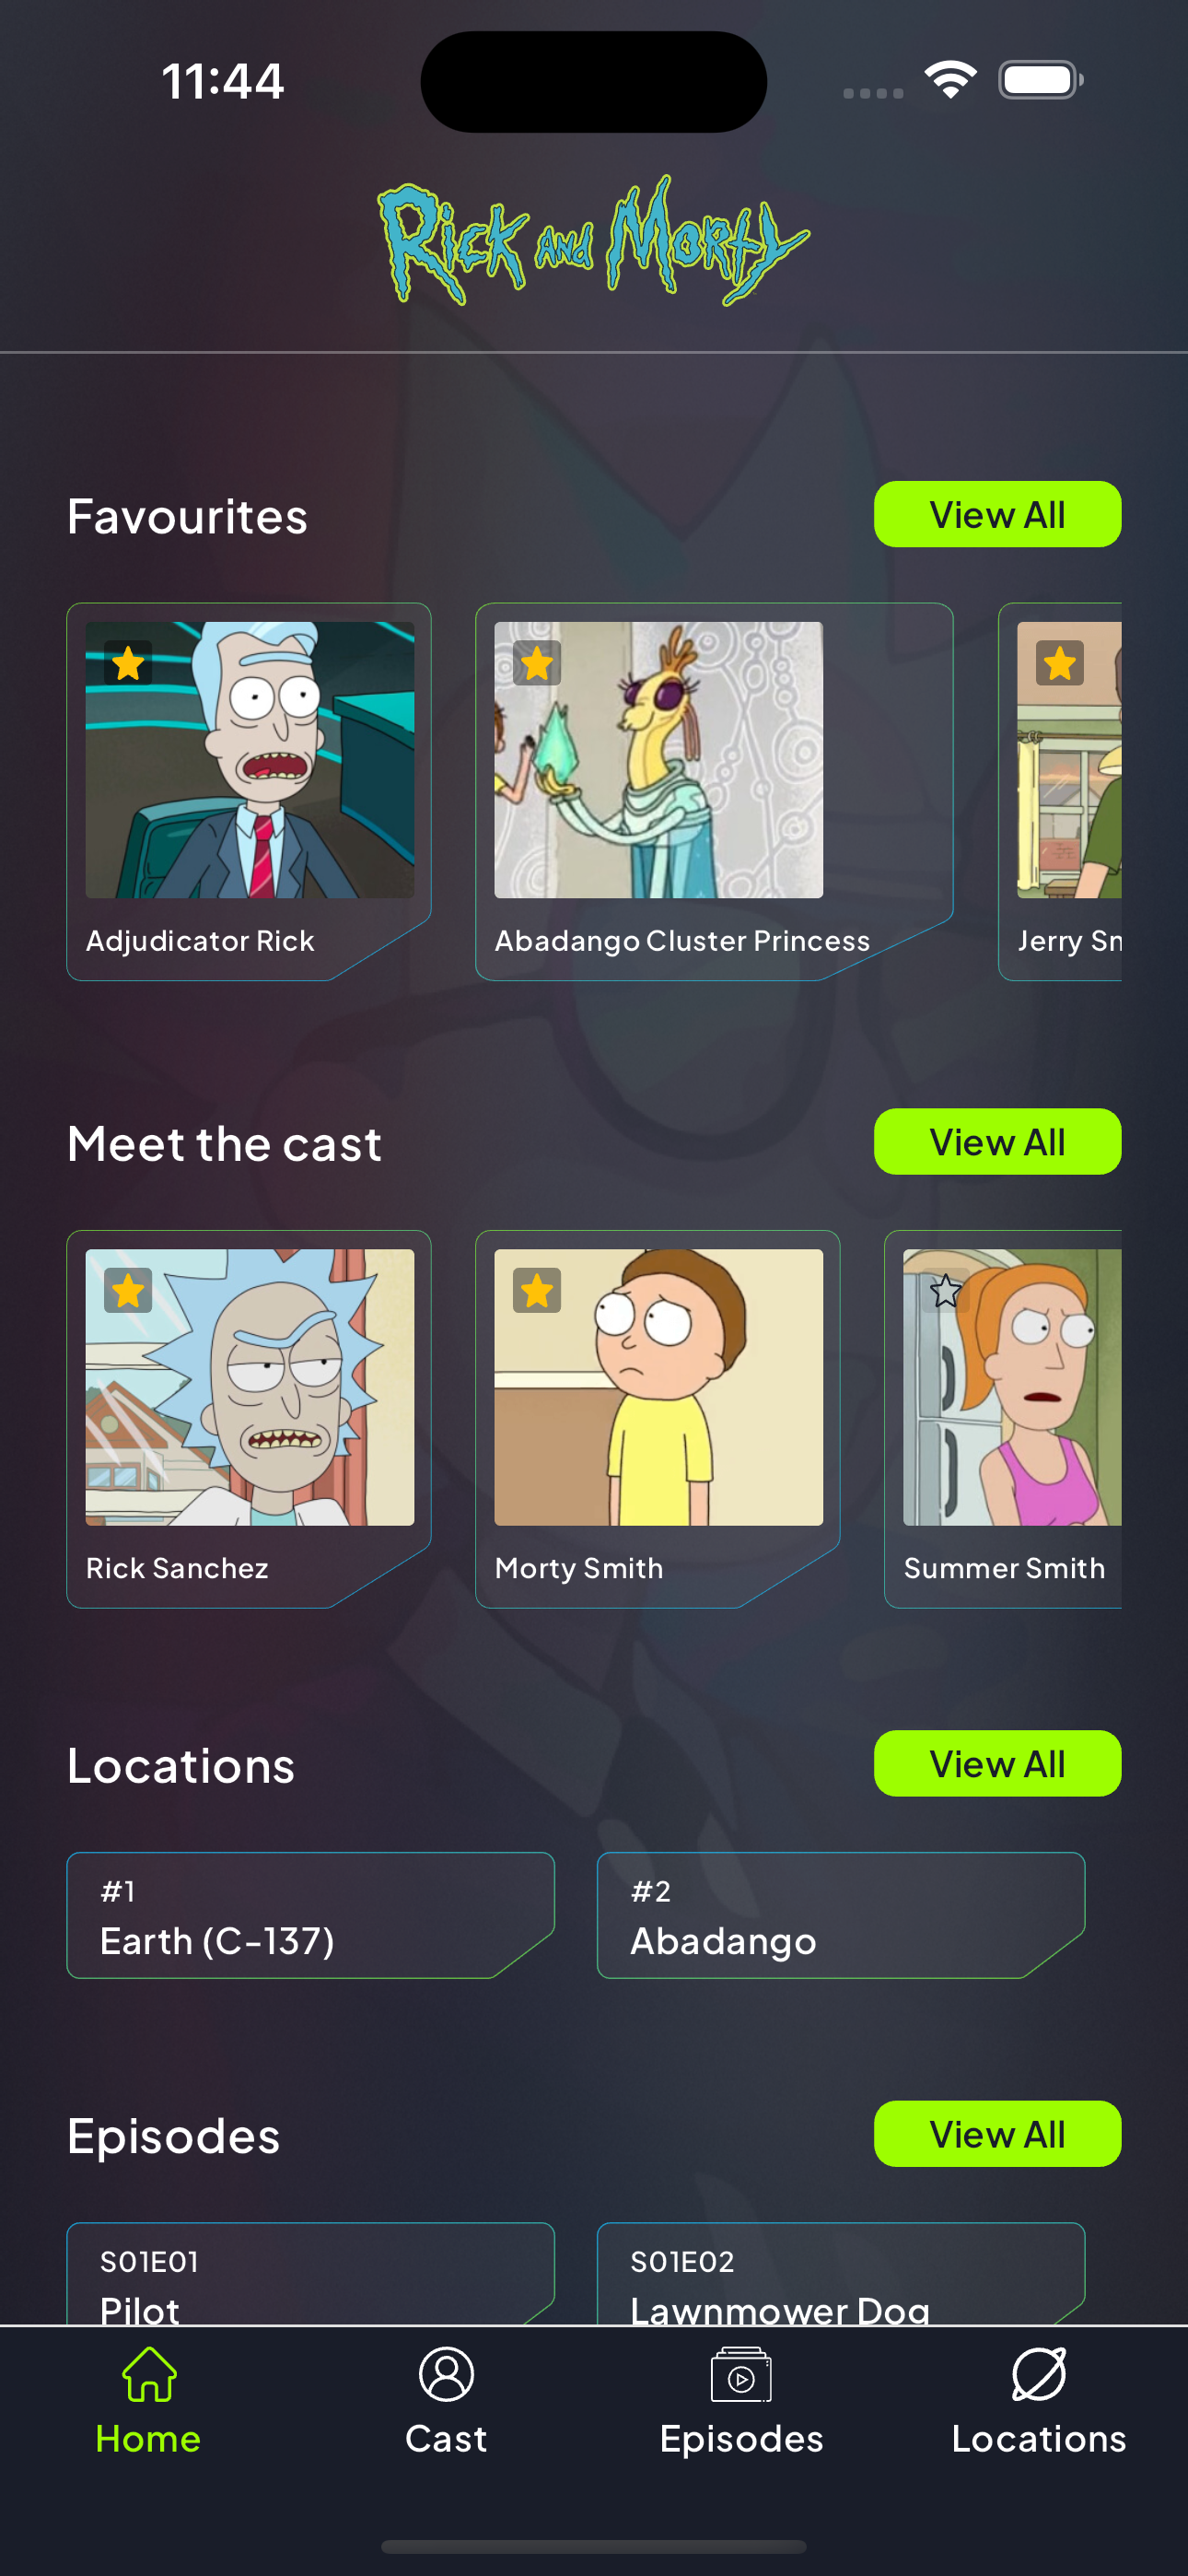 11:44
Rick and Morty
Favourites
View All
Adjudicator Rick
Abadango Cluster Princess
Jerry Sm
Meet the cast
View All
Rick Sanchez
Morty Smith
Summer Smith
Locations
View All
#1
Earth (C-137)
#2
Abadango
Episodes
View All
S01E01
Pilot
S01E02
Lawnmower Dog
Home
Cast
Episodes
Locations